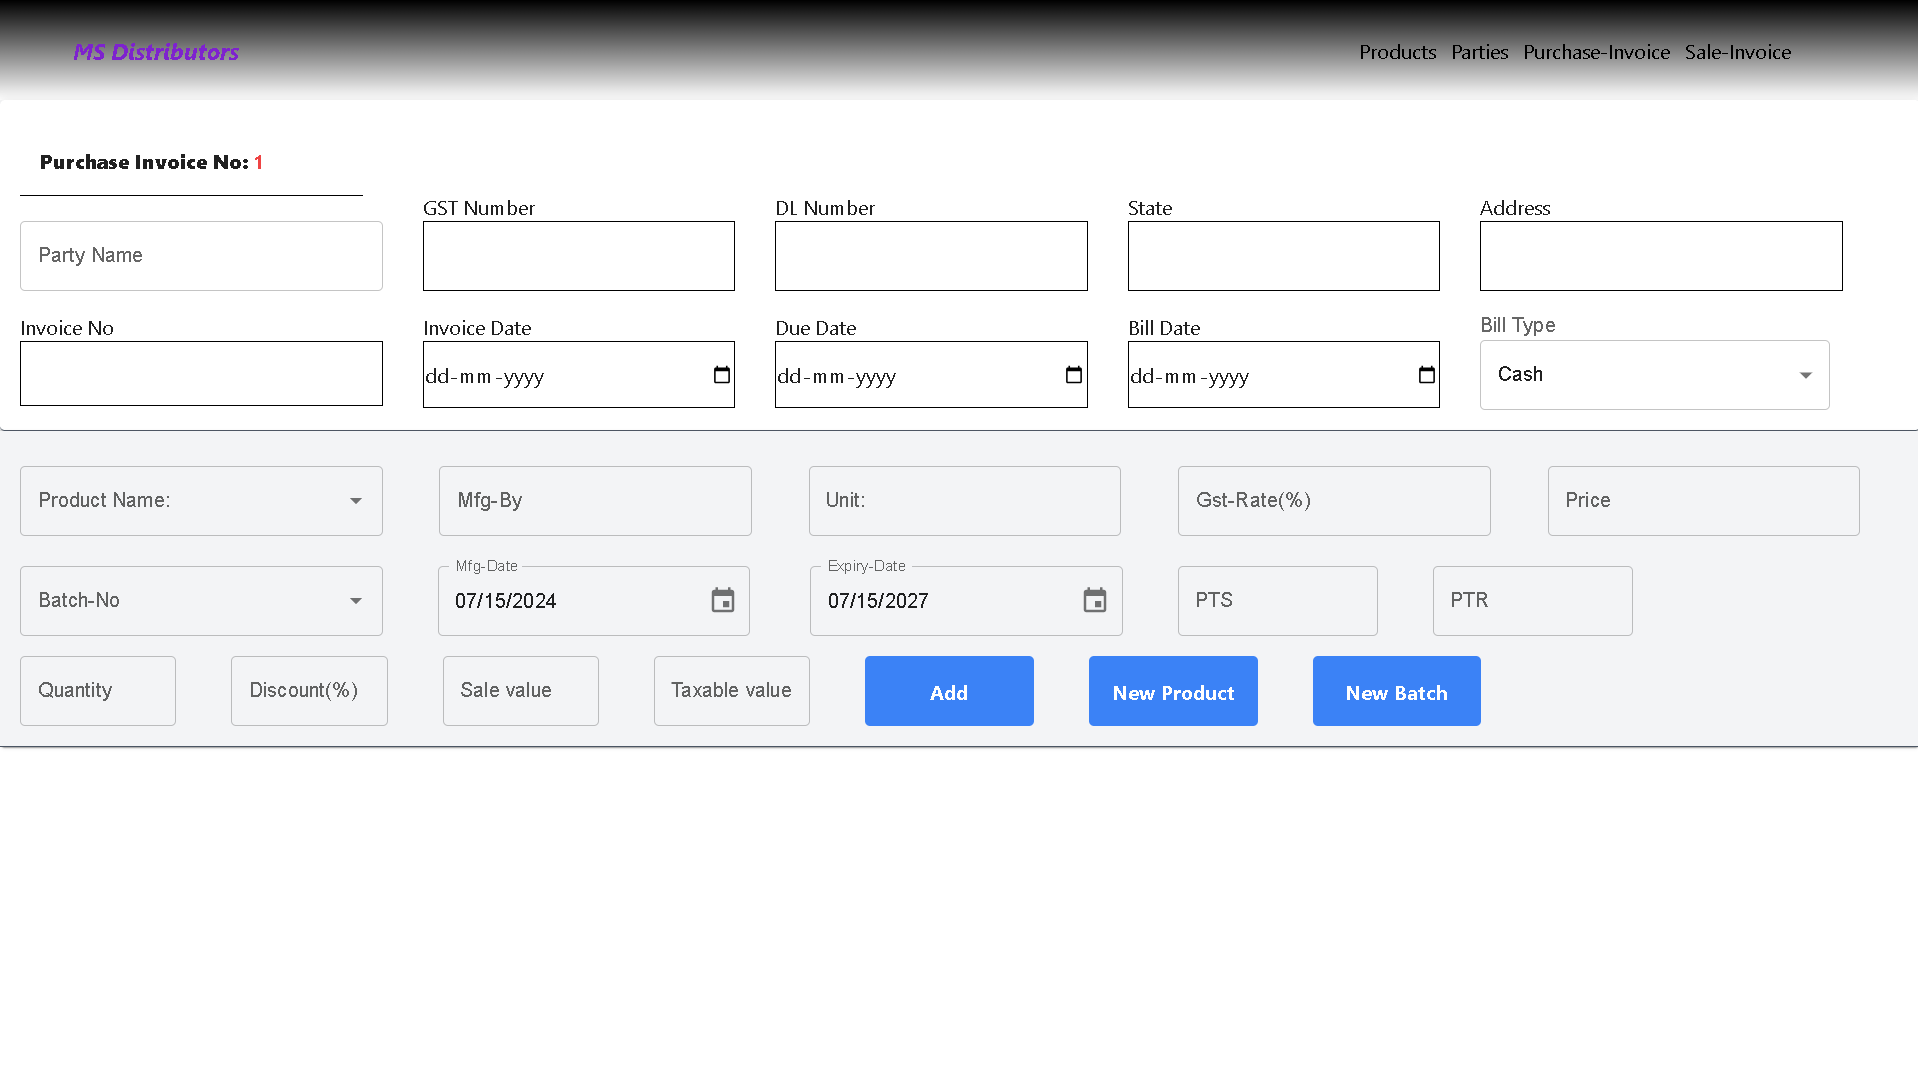 MS Distributors
Products Parties Purchase-Invoice Sale-Invoice
Purchase Invoice No: 1
GST Number DL Number State Address
Party Name
Invoice No Invoice Date Due Date Bill Date Bill Type
dd-mm-yyyy dd-mm-yyyy dd-mm-yyyy Cash
Product Name: Mfg-By Unit: Gst-Rate(%) Price
Mfg-Date Expiry-Date
Batch-No 07/15/2024 07/15/2027 PTS PTR
Quantity Discount(%) Sale value Taxable value Add New Product New Batch